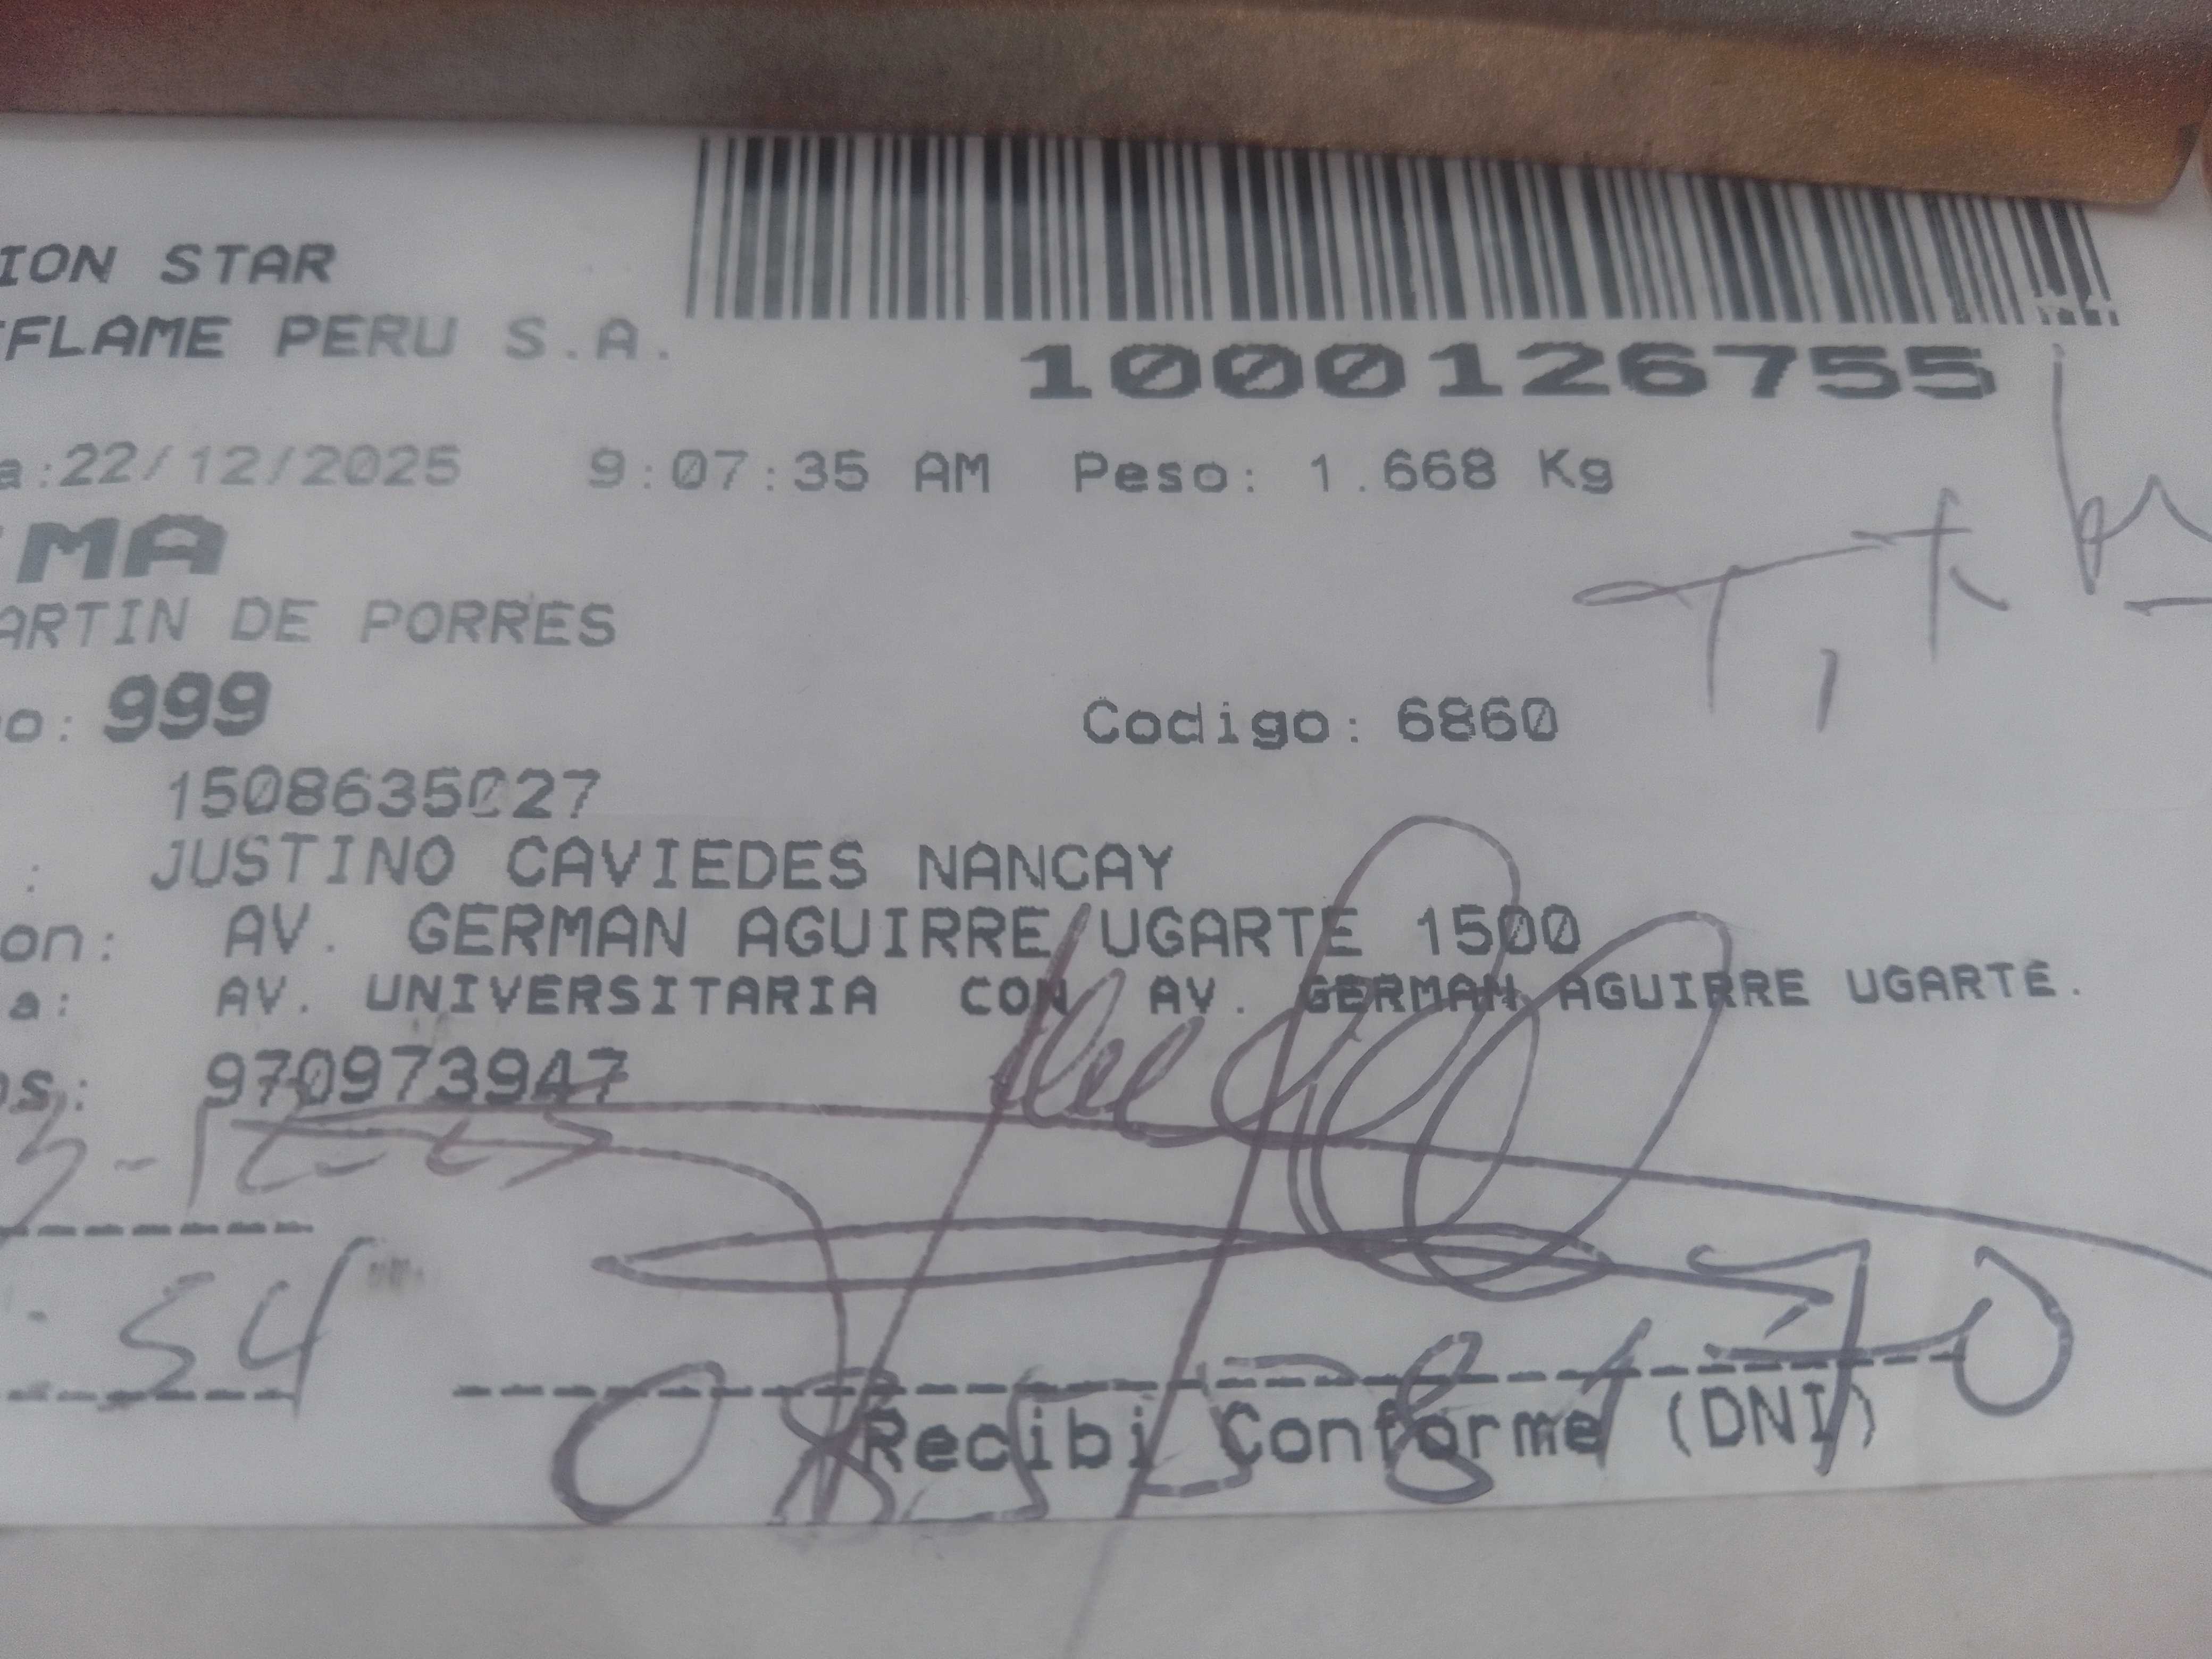 ION STAR
FLAME PERU S.A.
1000126755
a:22/12/2025 9:07:35 AM Peso: 1.668 Kg
MA
ARTIN DE PORRES
o: 999 Codigo: 6860
1508635027
: JUSTINO CAVIEDES NANCAY
on: AV. GERMAN AGUIRRE UGARTE 1500
a: AV. UNIVERSITARIA CON AV. GERMAN AGUIRRE UGARTE.
os: 970973947
54
Recibi Conforme (DNI)